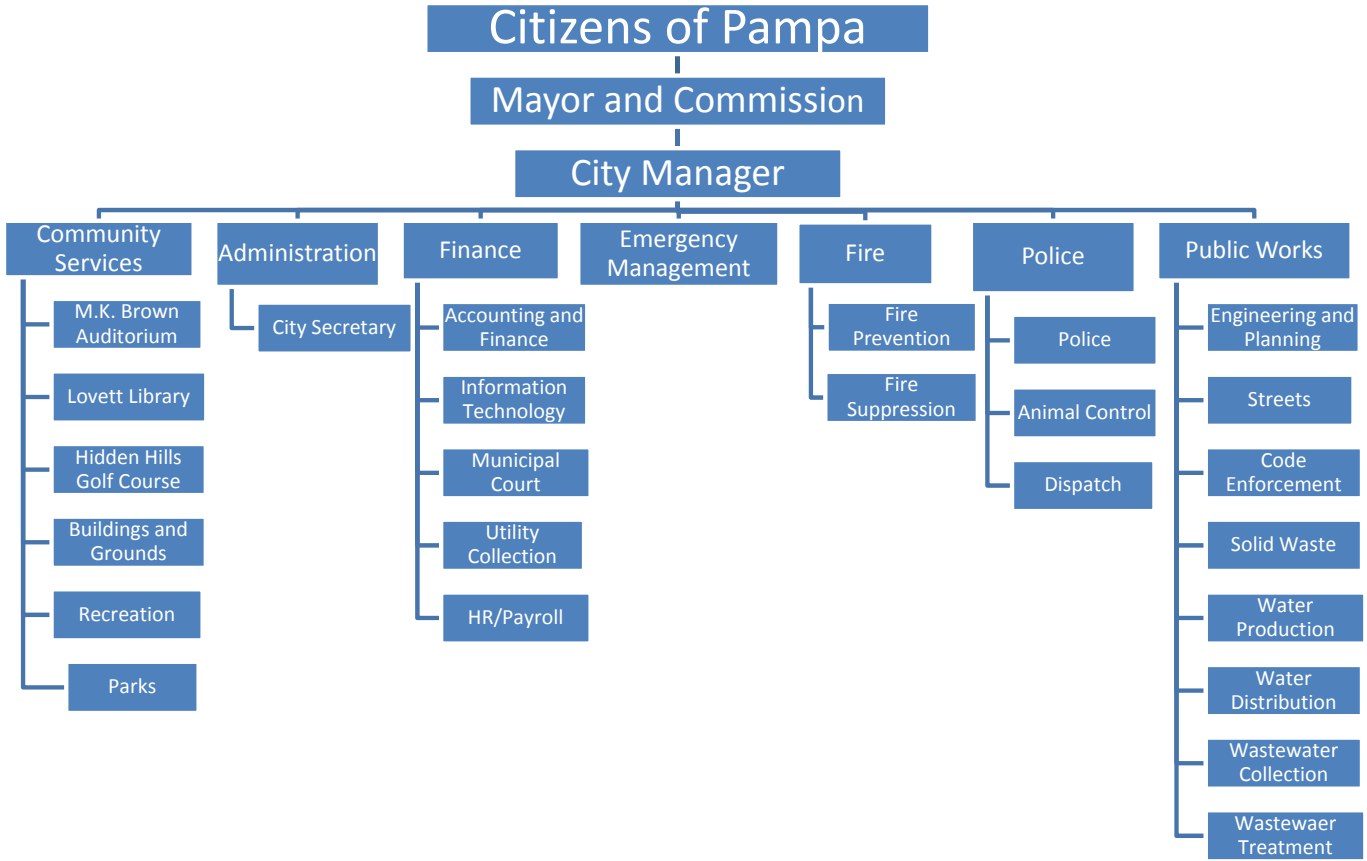 Citizens of Pampa
Mayor and Commission
City Manager
Community
Services
M.K. Brown
Auditorium
Lovett Library
Hidden Hills
Golf Course
Buildings and
Grounds
Recreation
Parks
Administration
City Secretary
Finance
Accounting and
Finance
Information
Technology
Municipal
Court
Utility
Collection
HR/Payroll
Emergency
Management
Fire
Fire
Prevention
Fire
Suppression
Police
Police
Animal Control
Dispatch
Public Works
Engineering and
Planning
Streets
Code
Enforcement
Solid Waste
Water
Production
Water
Distribution
Wastewater
Collection
Wastewaer
Treatment